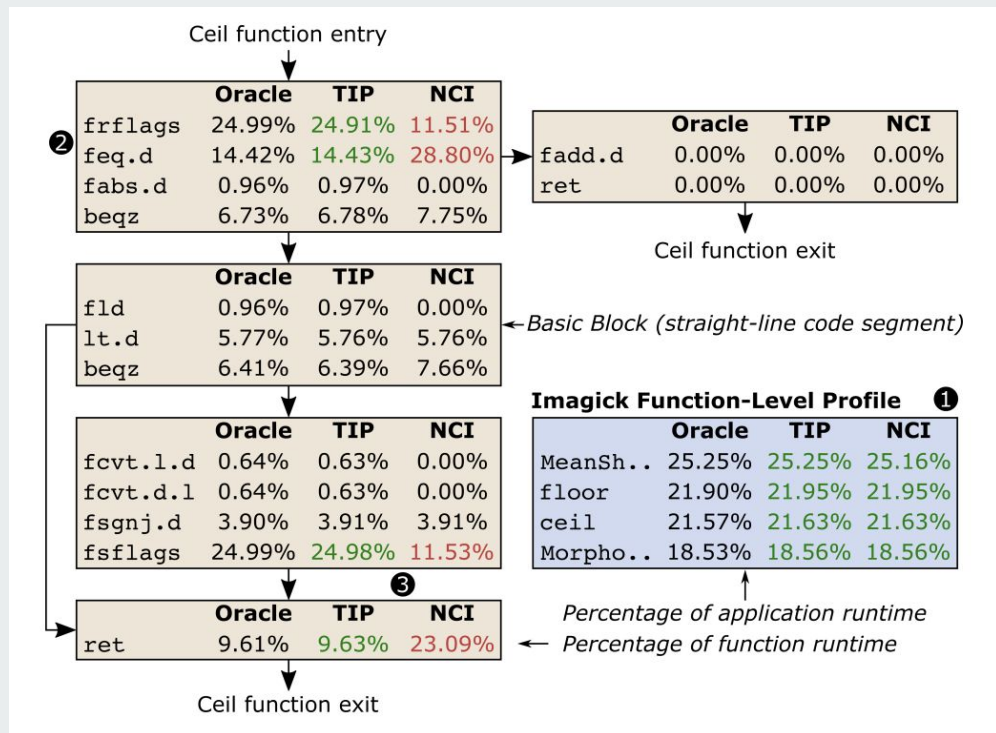 Ceil function entry
Oracle TIP NCI
❷ frflags 24.99% 24.91% 11.51%
feq.d 14.42% 14.43% 28.80%
fabs.d 0.96% 0.97% 0.00%
beqz 6.73% 6.78% 7.75%
Oracle TIP NCI
fadd.d 0.00% 0.00% 0.00%
ret 0.00% 0.00% 0.00%
Ceil function exit
Oracle TIP NCI
fld 0.96% 0.97% 0.00%
lt.d 5.77% 5.76% 5.76%
beqz 6.41% 6.39% 7.66%
Basic Block (straight-line code segment)
Oracle TIP NCI
fcvt.l.d 0.64% 0.63% 0.00%
fcvt.d.l 0.64% 0.63% 0.00%
fsgnj.d 3.90% 3.91% 3.91%
fsflags 24.99% 24.98% 11.53%
Imagick Function-Level Profile ❶
Oracle TIP NCI
MeanSh.. 25.25% 25.25% 25.16%
floor 21.90% 21.95% 21.95%
ceil 21.57% 21.63% 21.63%
Morpho.. 18.53% 18.56% 18.56%
❸
Oracle TIP NCI
ret 9.61% 9.63% 23.09%
Percentage of application runtime
Percentage of function runtime
Ceil function exit